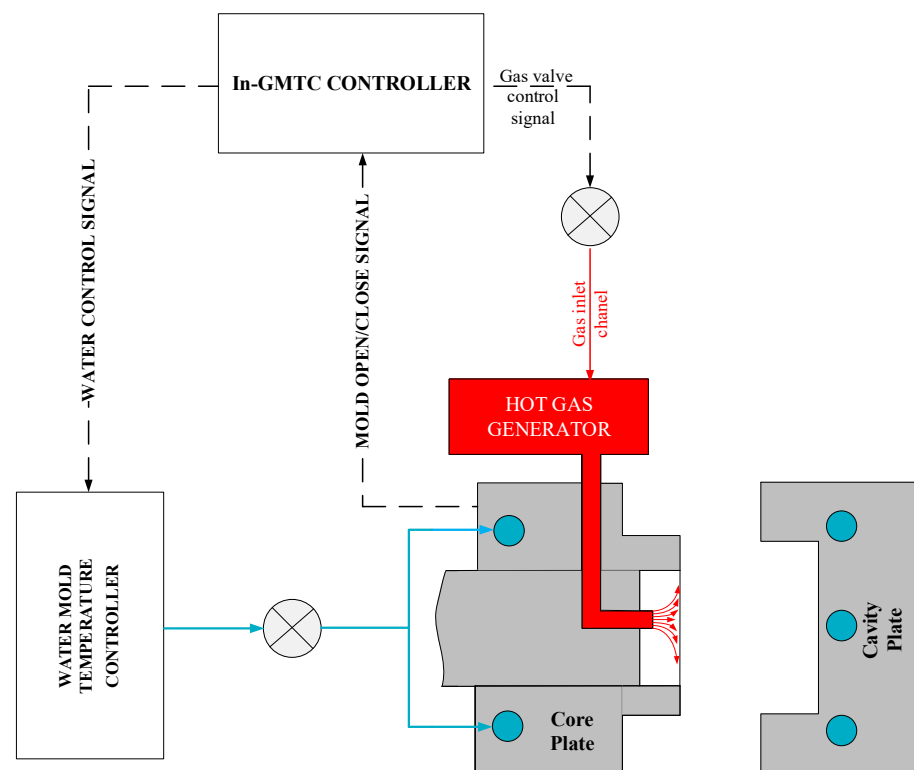 In-GMTC CONTROLLER
Gas valve
control
signal
WATER CONTROL SIGNAL
MOLD OPEN/CLOSE SIGNAL
Gas inlet
chanel
HOT GAS
GENERATOR
WATER MOLD
TEMPERATURE
CONTROLLER
Core
Plate
Cavity
Plate